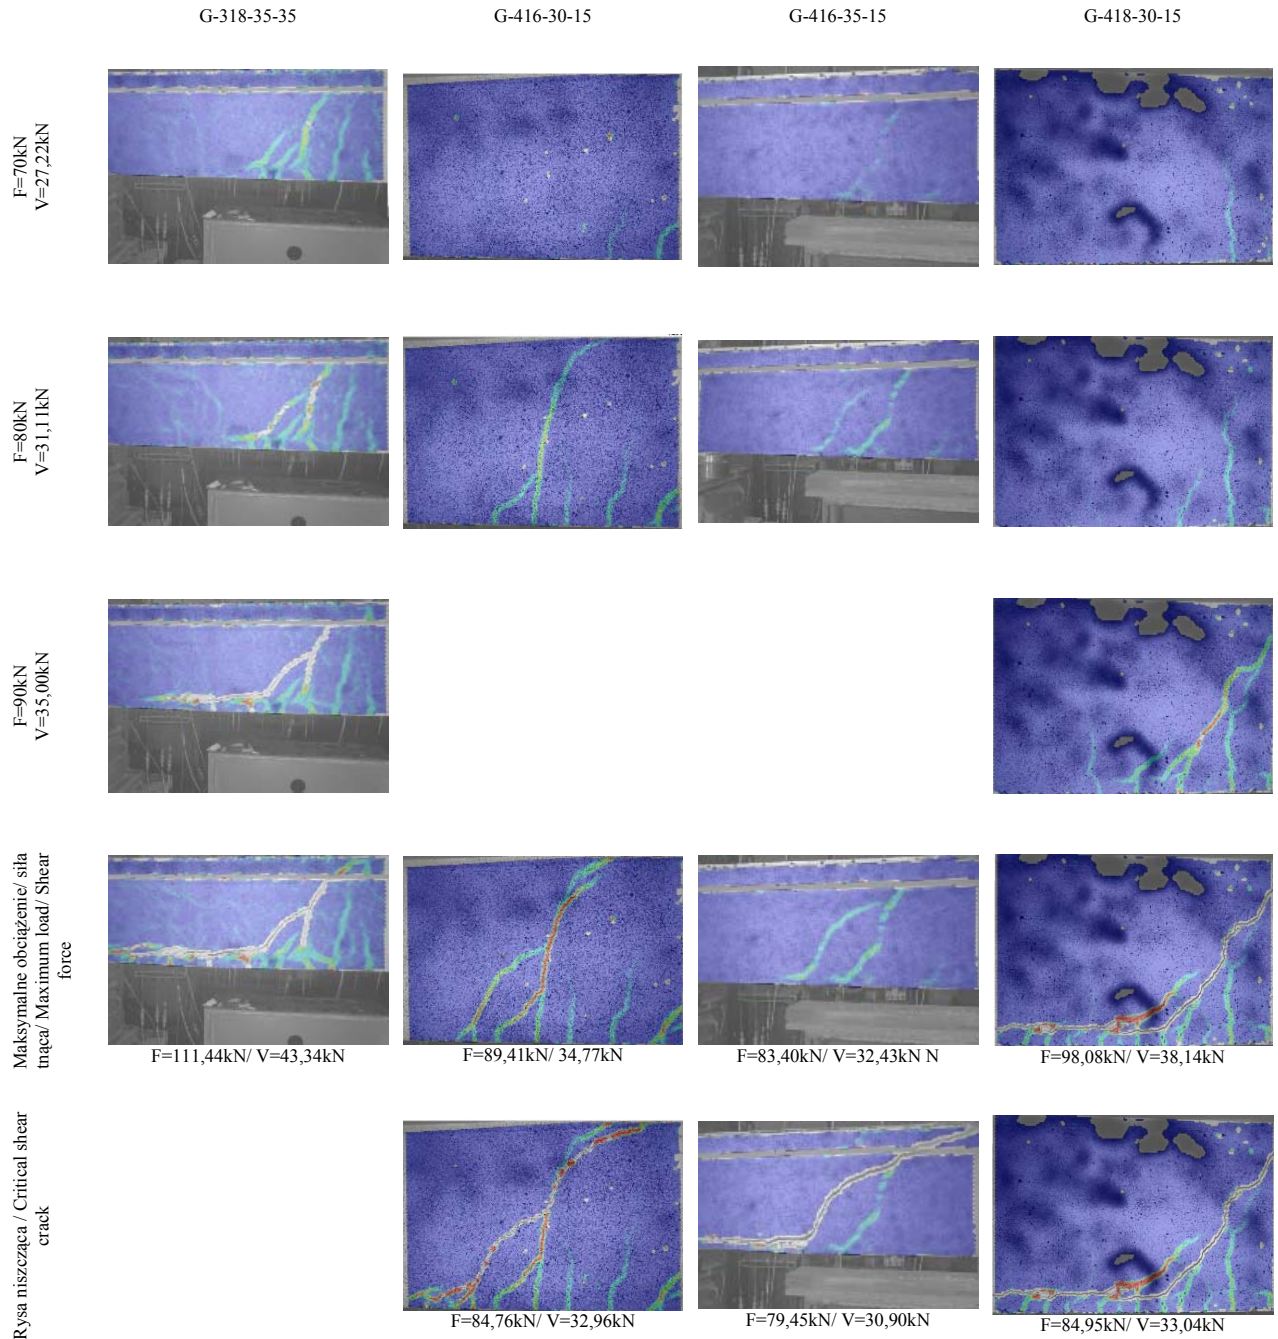 G-318-35-35
G-416-30-15
G-416-35-15
G-418-30-15
F=70kN
V=27,22kN
F=80kN
V=31,11kN
F=90kN
V=35,00kN
Maksymalne obciążenie/ siła
tnąca/ Maximum load/ Shear
force
F=111,44kN/ V=43,34kN
F=89,41kN/ 34,77kN
F=83,40kN/ V=32,43kN N
F=98,08kN/ V=38,14kN
Rysa niszcząca / Critical shear
crack
F=84,76kN/ V=32,96kN
F=79,45kN/ V=30,90kN
F=84,95kN/ V=33,04kN